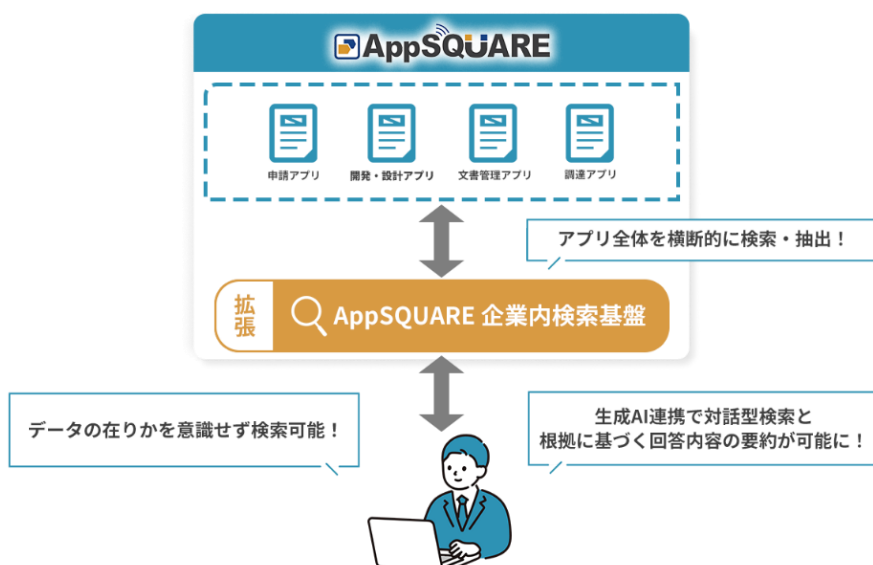 AppSQUARE
申請アプリ
開発・設計アプリ
文書管理アプリ
調達アプリ
アプリ全体を横断的に検索・抽出！
拡張
AppSQUARE 企業内検索基盤
データの在りかを意識せず検索可能！
生成AI連携で対話型検索と
根拠に基づく回答内容の要約が可能に！